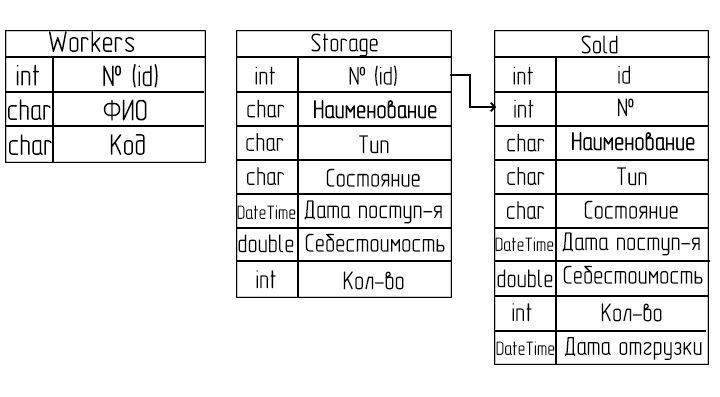 Workers
int № (id)
char ФИО
char Код
Storage
int № (id)
char Наименование
char Тип
char Состояние
DateTime Дата поступ-я
double Себестоимость
int Кол-во
Sold
int id
int №
char Наименование
char Тип
char Состояние
DateTime Дата поступ-я
double Себестоимость
int Кол-во
DateTime Дата отгрузки